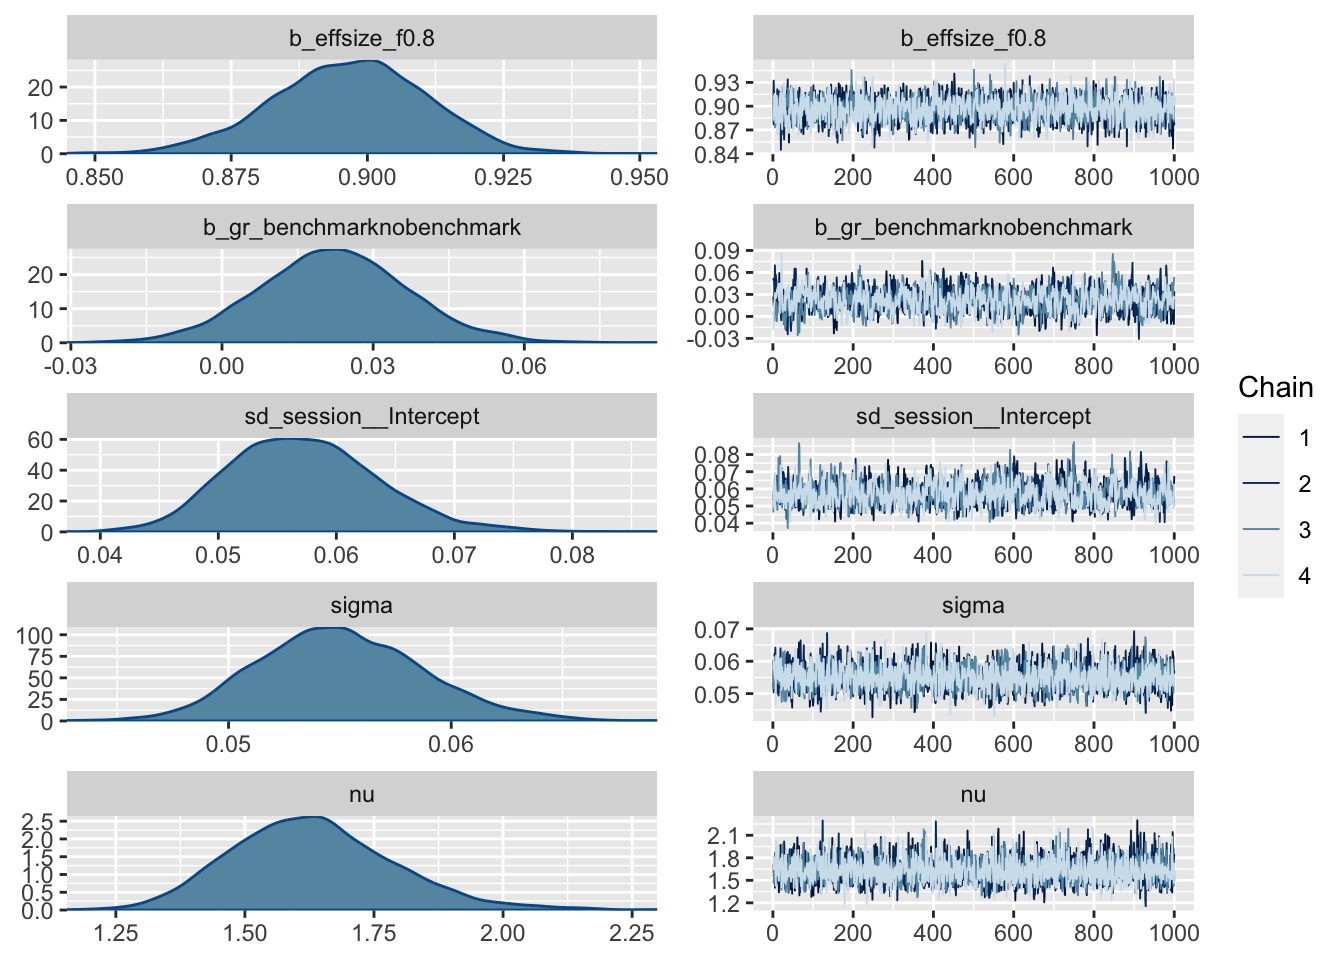 b_effsize_f0.8
20
10
0
0.850 0.875 0.900 0.925 0.950
b_effsize_f0.8
0.93
0.90
0.87
0.84
0 200 400 600 800 1000
b_gr_benchmarknobenchmark
20
10
0
-0.03 0.00 0.03 0.06
b_gr_benchmarknobenchmark
0.09
0.06
0.03
0.00
-0.03
0 200 400 600 800 1000
sd_session__Intercept
60
40
20
0
0.04 0.05 0.06 0.07 0.08
sd_session__Intercept
0.08
0.07
0.06
0.05
0.04
0 200 400 600 800 1000
sigma
100
75
50
25
0
0.05 0.06
sigma
0.07
0.06
0.05
0 200 400 600 800 1000
nu
2.5
2.0
1.5
1.0
0.5
0.0
1.25 1.50 1.75 2.00 2.25
nu
2.1
1.8
1.5
1.2
0 200 400 600 800 1000
Chain
1
2
3
4